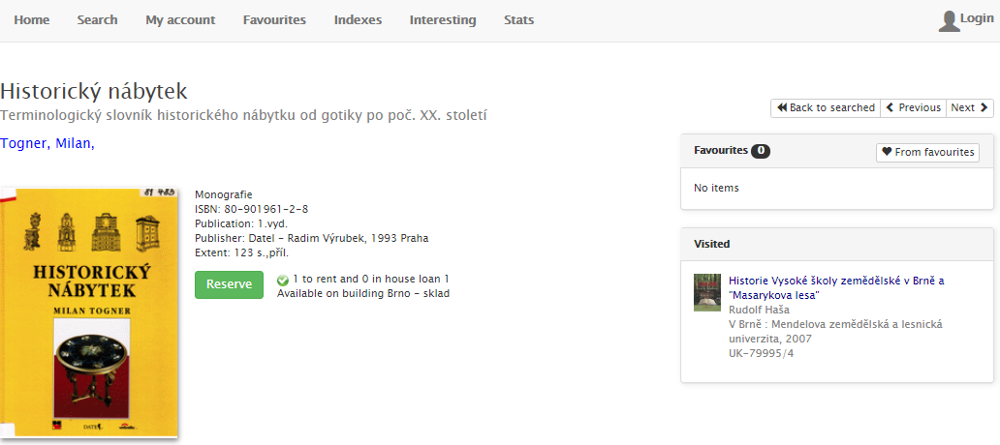 Home Search My account Favourites Indexes Interesting Stats Login
Historický nábytek
Terminologický slovník historického nábytku od gotiky po poč. XX. století
Togner, Milan,
Back to searched Previous Next
Favourites 0 From favourites
No items
81 483
HISTORICKÝ
NÁBYTEK
MILAN TOGNER
DATEL
Monografie
ISBN: 80-901961-2-8
Publication: 1.vyd.
Publisher: Datel - Radim Výrubek, 1993 Praha
Extent: 123 s.,příl.
Reserve
1 to rent and 0 in house loan 1
Available on building Brno - sklad
Visited
Historie Vysoké školy zemědělské v Brně a
"Masarykova lesa"
Rudolf Haša
V Brně : Mendelova zemědělská a lesnická
univerzita, 2007
UK-79995/4